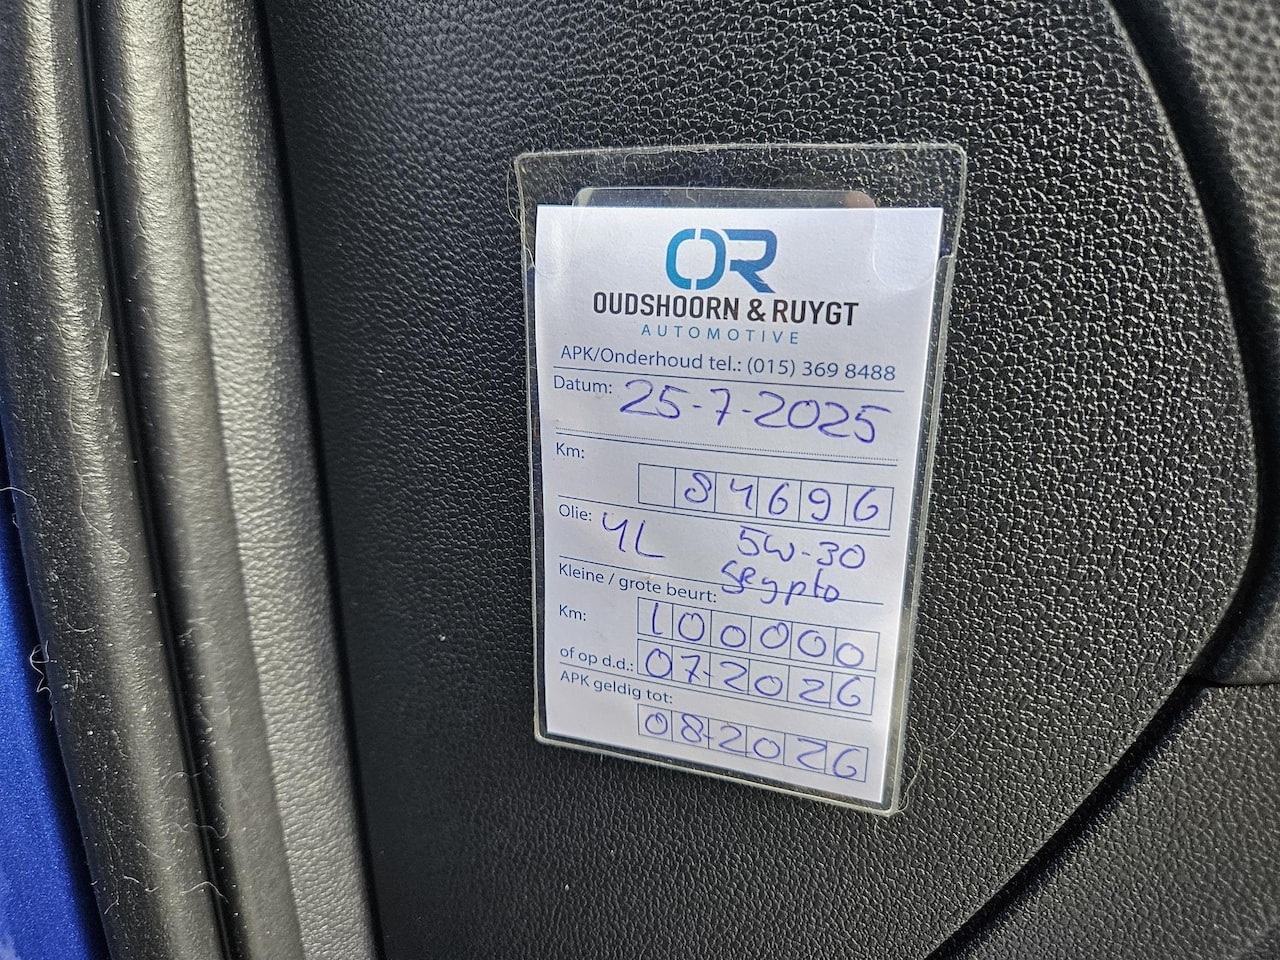 OR
OUDSHOORN & RUYGT
AUTOMOTIVE
APK/Onderhoud tel.: (015) 369 8488
Datum: 25-7-2025
Km:
84696
Olie: 4L 5W-30
Kleine / grote beurt:
Km: 100000
of op d.d.: 07-2026
APK geldig tot:
08-2026